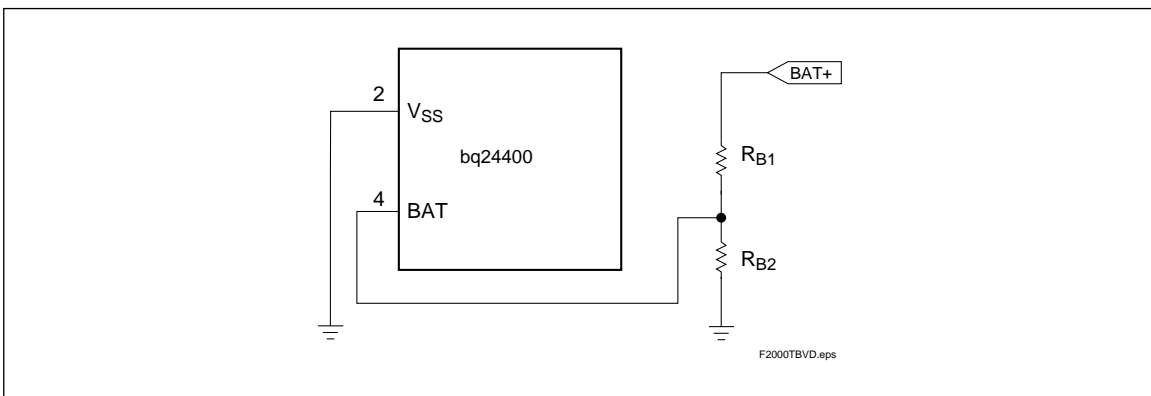 BAT+
2
VSS
RB1
bq24400
4
BAT
RB2
F2000TBVD.eps